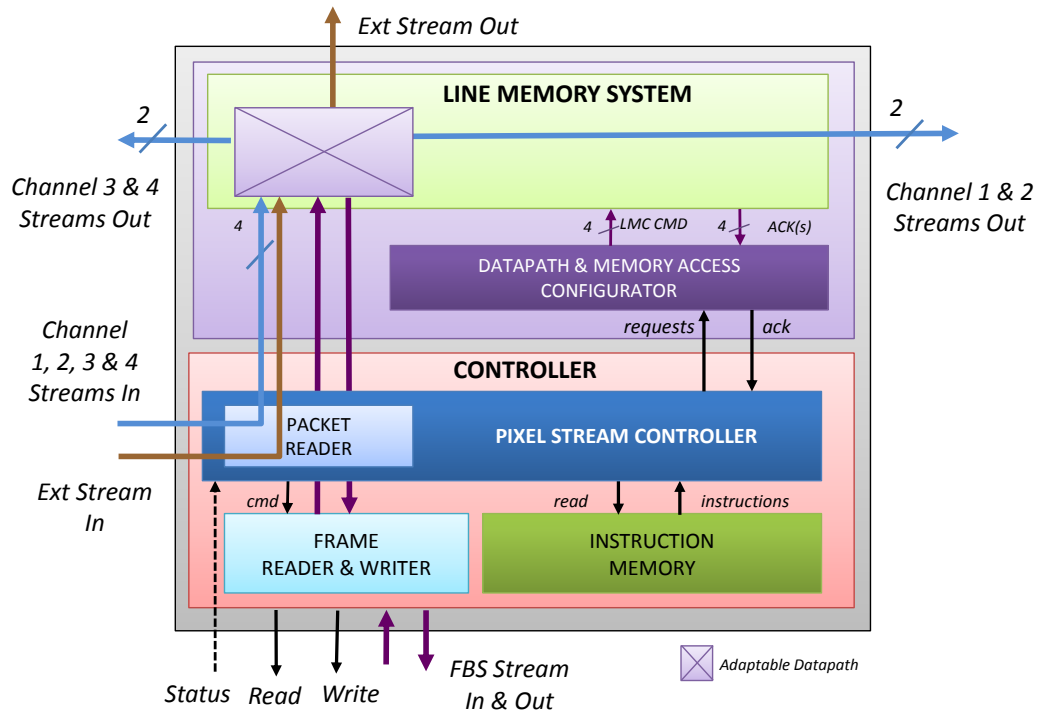 Ext Stream Out
LINE MEMORY SYSTEM
2
2
Channel 3 & 4
Streams Out
Channel 1 & 2
Streams Out
4
4
LMC CMD
4
ACK(s)
DATAPATH & MEMORY ACCESS
CONFIGURATOR
requests
ack
Channel
1, 2, 3 & 4
Streams In
CONTROLLER
PACKET
READER
PIXEL STREAM CONTROLLER
Ext Stream
In
cmd
read
instructions
FRAME
READER & WRITER
INSTRUCTION
MEMORY
Status
Read
Write
FBS Stream
In & Out
Adaptable Datapath